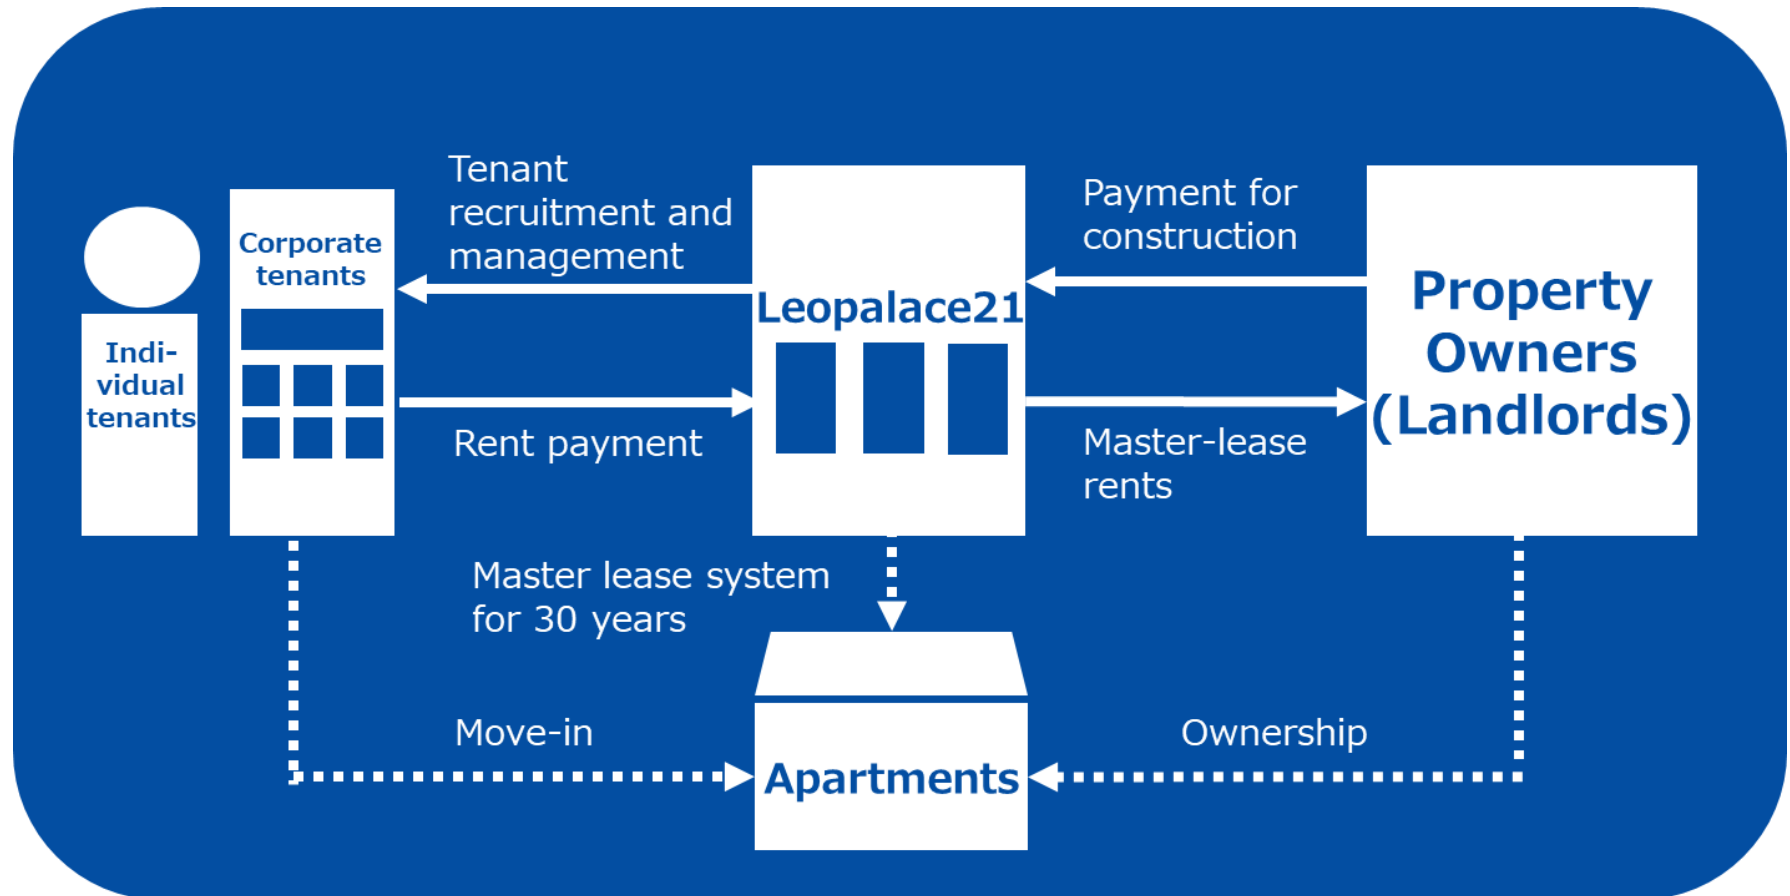 Tenant
recruitment and
management
Payment for
construction
Corporate
tenants
Indi-
vidual
tenants
Leopalace21
Property
Owners
(Landlords)
Rent payment
Master-lease
rents
Master lease system
for 30 years
Move-in
Ownership
Apartments